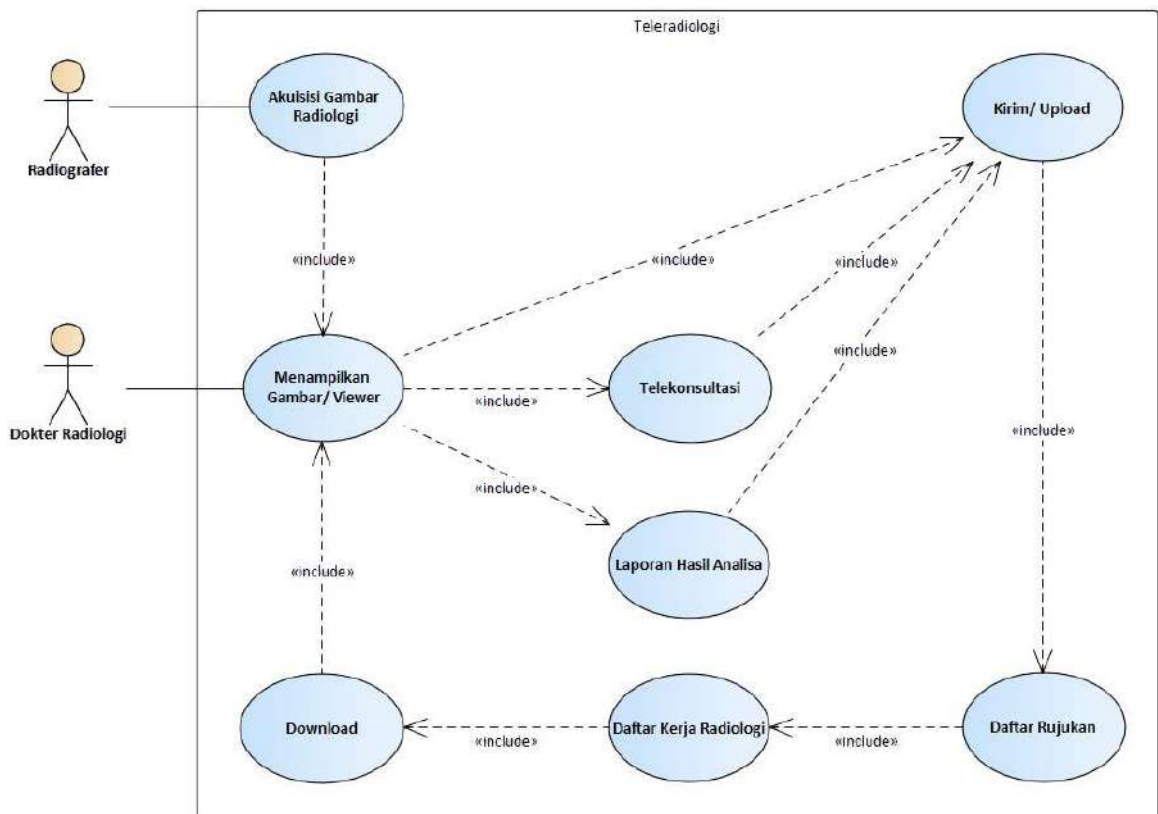 Teleradiologi
Akuisisi Gambar
Radiologi
Kirim/ Upload
Radiografer
«include»
«include»
«include»
«include»
Menampilkan
Gambar/ Viewer
«include»
Telekonsultasi
Dokter Radiologi
«include»
«include»
«include»
Laporan Hasil Analisa
«include»
Download
«include»
Daftar Kerja Radiologi
«include»
Daftar Rujukan